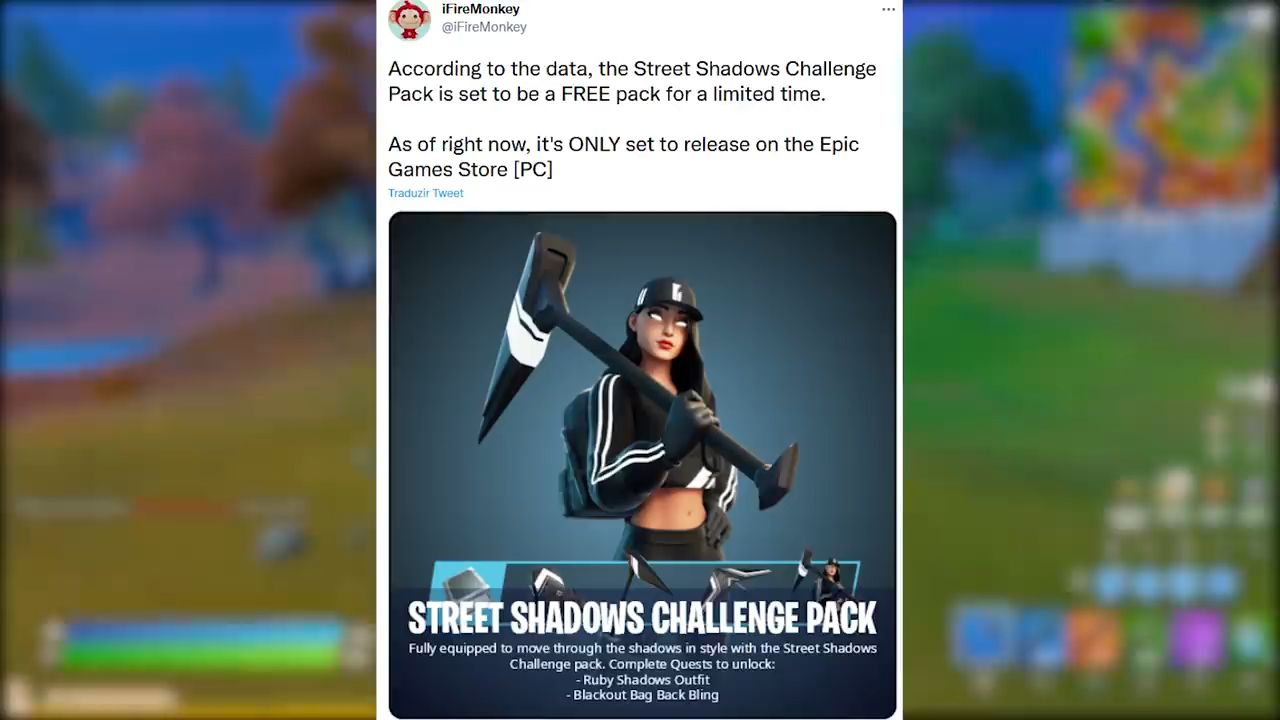 iFireMonkey
@iFireMonkey
According to the data, the Street Shadows Challenge
Pack is set to be a FREE pack for a limited time.
As of right now, it's ONLY set to release on the Epic
Games Store [PC]
Traduzir Tweet
STREET SHADOWS CHALLENGE PACK
Fully equipped to move through the shadows in style with the Street Shadows
Challenge pack. Complete Quests to unlock:
- Ruby Shadows Outfit
- Blackout Bag Back Bling